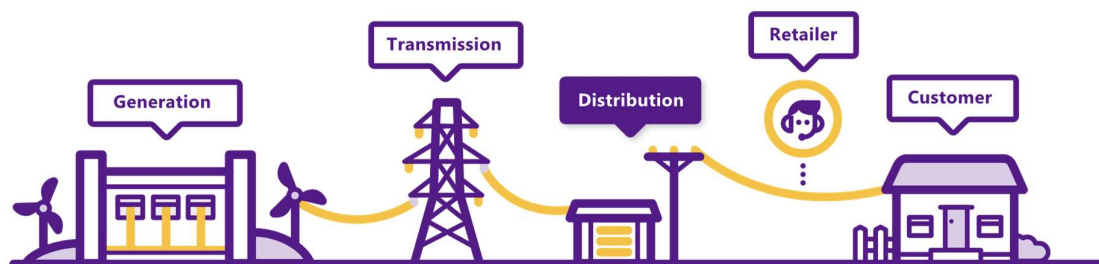 Generation
Transmission
Distribution
Retailer
Customer